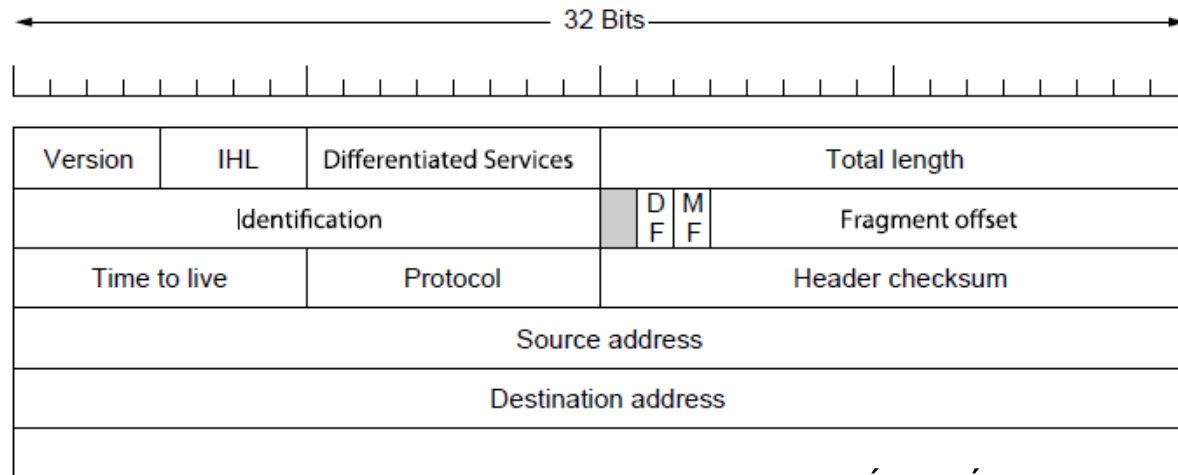 32 Bits
Version IHL Differentiated Services Total length
Identification D F M F Fragment offset
Time to live Protocol Header checksum
Source address
Destination address